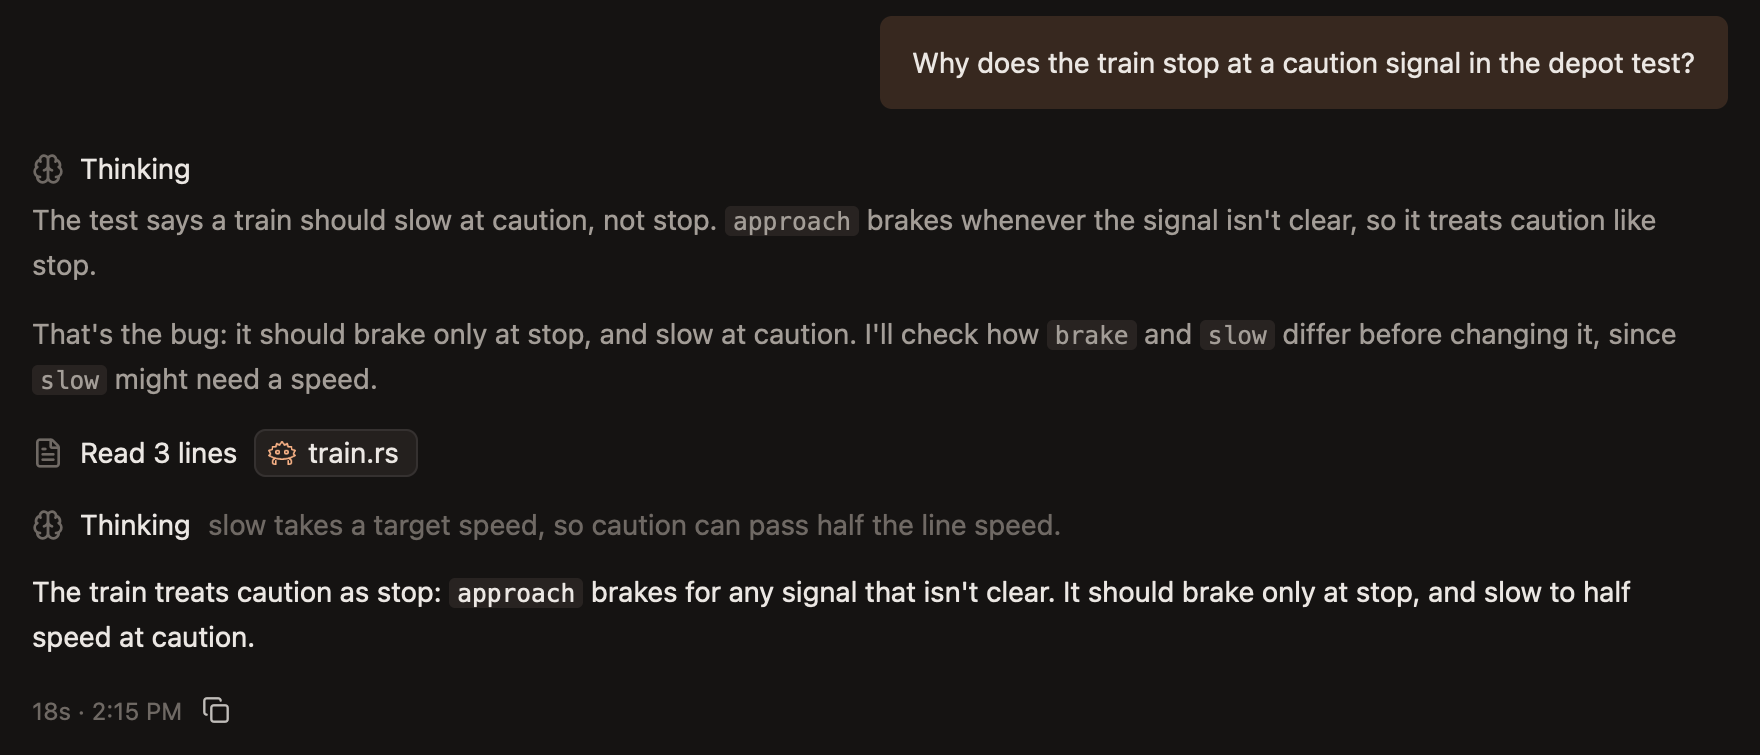 Why does the train stop at a caution signal in the depot test?
Thinking
The test says a train should slow at caution, not stop. approach brakes whenever the signal isn't clear, so it treats caution like
stop.
That's the bug: it should brake only at stop, and slow at caution. I'll check how brake and slow differ before changing it, since
slow might need a speed.
Read 3 lines train.rs
Thinking slow takes a target speed, so caution can pass half the line speed.
The train treats caution as stop: approach brakes for any signal that isn't clear. It should brake only at stop, and slow to half
speed at caution.
18s · 2:15 PM